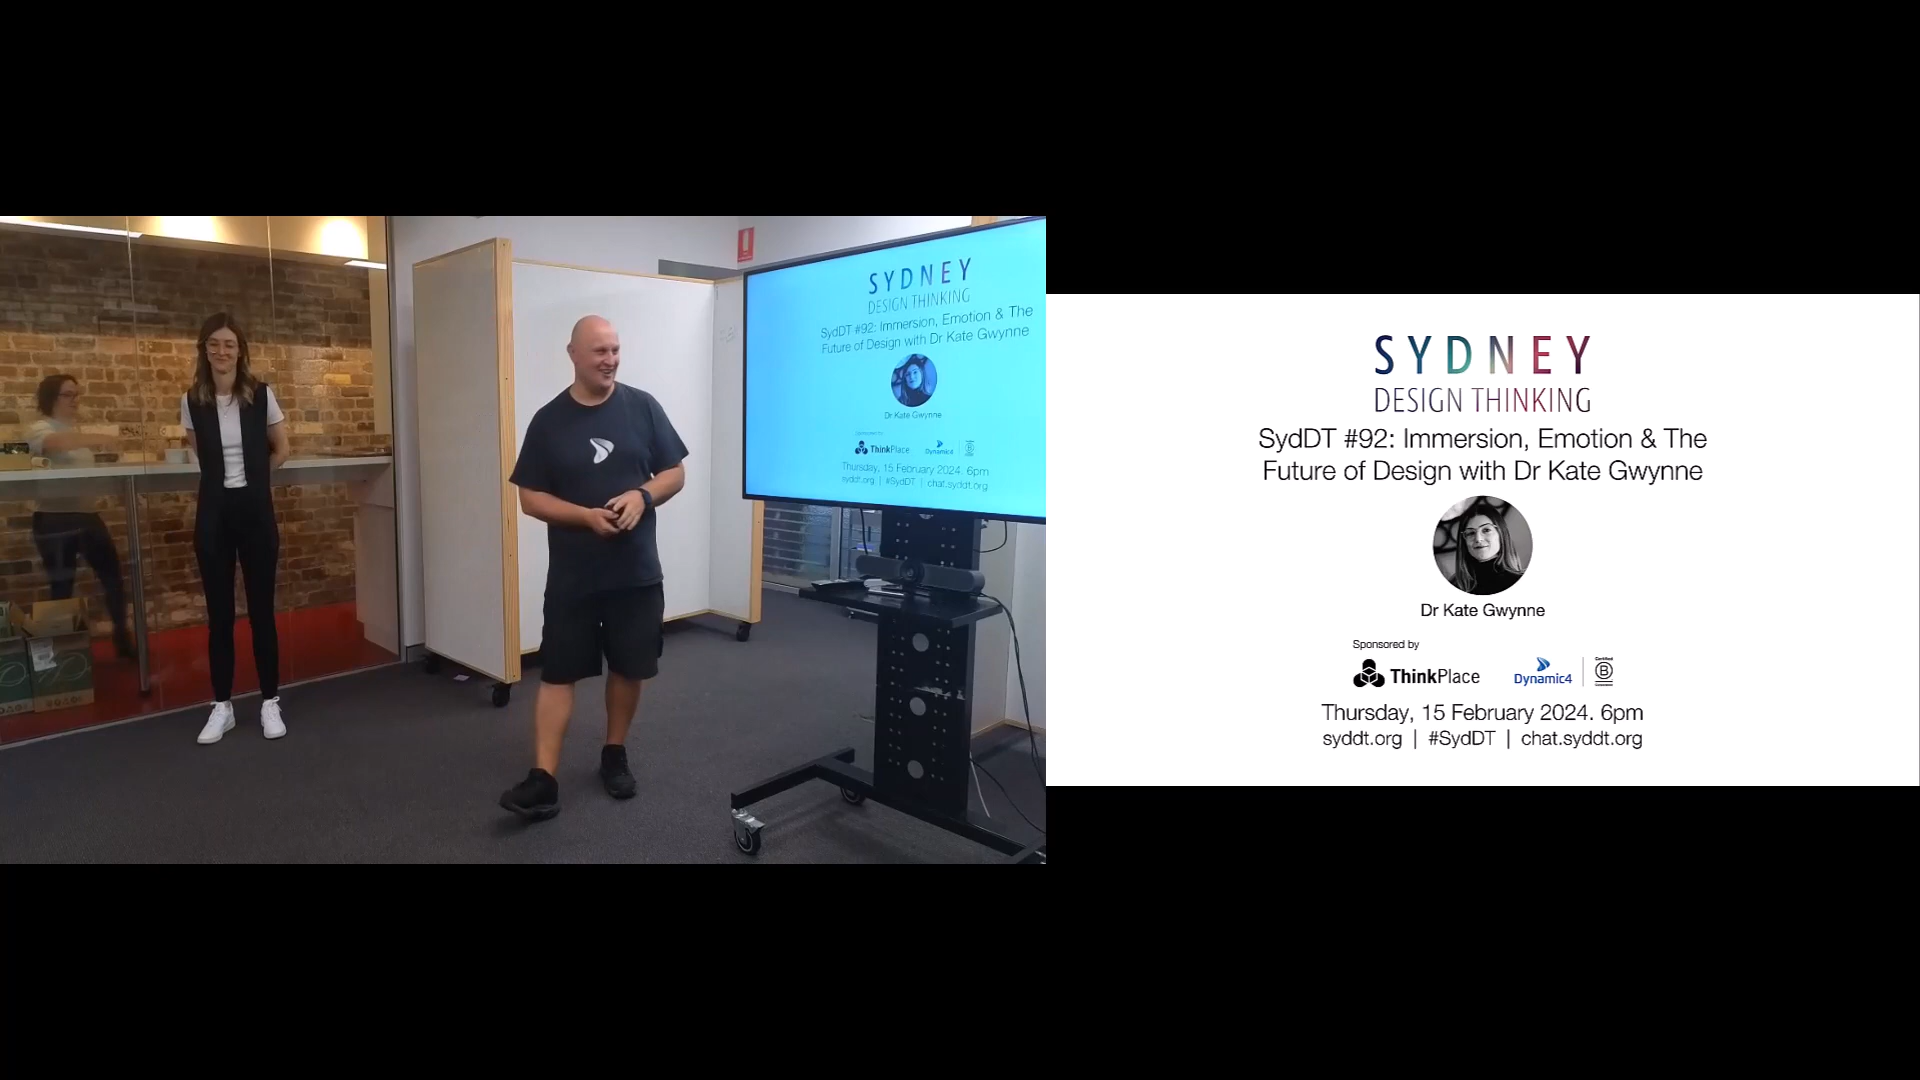 SYDNEY
DESIGN THINKING
SydDT #92: Immersion, Emotion & The
Future of Design with Dr Kate Gwynne
Dr Kate Gwynne
ThinkPlace
Dynamic4
Thursday, 15 February 2024. 6pm
syddt.org | #SydDT | chat.syddt.org
SYDNEY
DESIGN THINKING
SydDT #92: Immersion, Emotion & The
Future of Design with Dr Kate Gwynne
Dr Kate Gwynne
Sponsored by
ThinkPlace
Dynamic4
Certified
B
Thursday, 15 February 2024. 6pm
syddt.org | #SydDT | chat.syddt.org